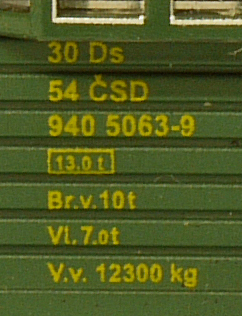 30 Ds
54 ČSD
940 5063-9
13.0 t
Br.v.10t
Vl.7.0t
V.v. 12300 kg